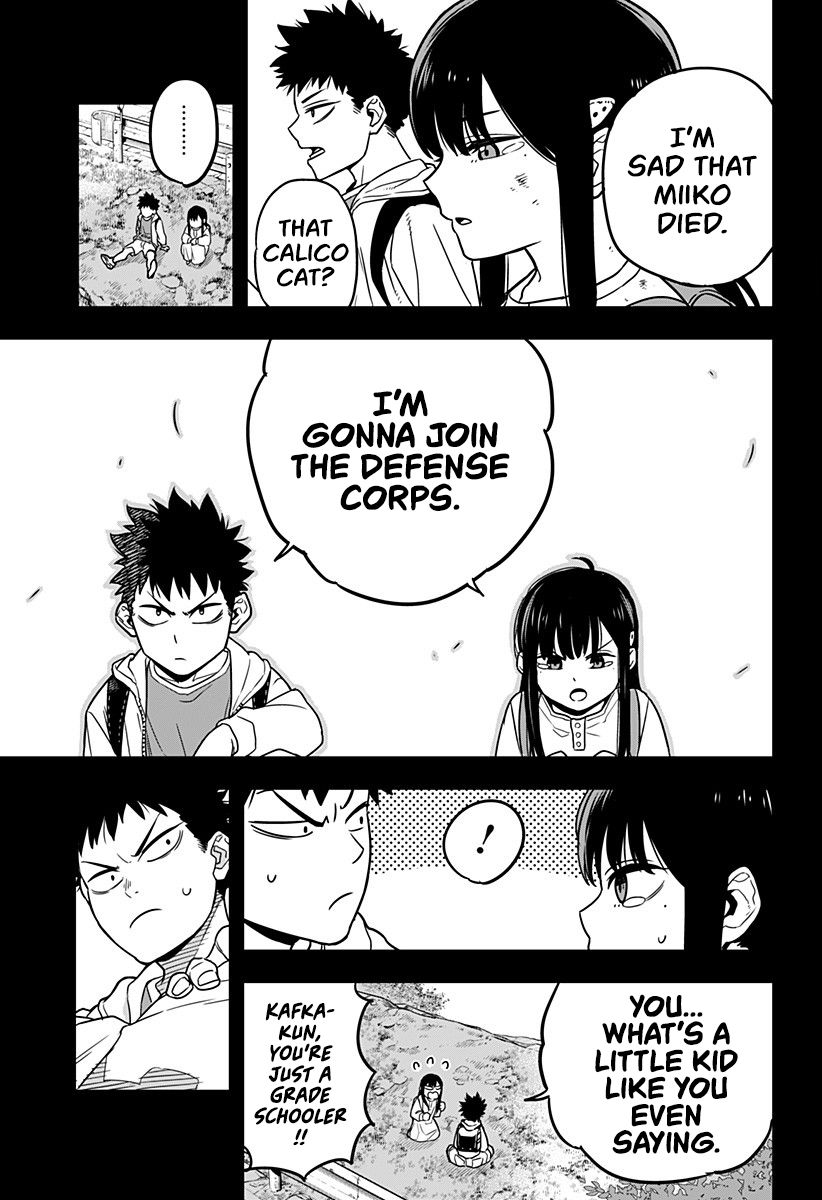 I'M
SAD THAT
MIIKO
DIED.
THAT
CALICO
CAT?
.........
I'M
GONNA JOIN
THE DEFENSE
CORPS.
!
YOU...
WHAT'S A
LITTLE KID
LIKE YOU
EVEN
SAYING.
KAFKA-
KUN,
YOU'RE
JUST A
GRADE
SCHOOLER
!!